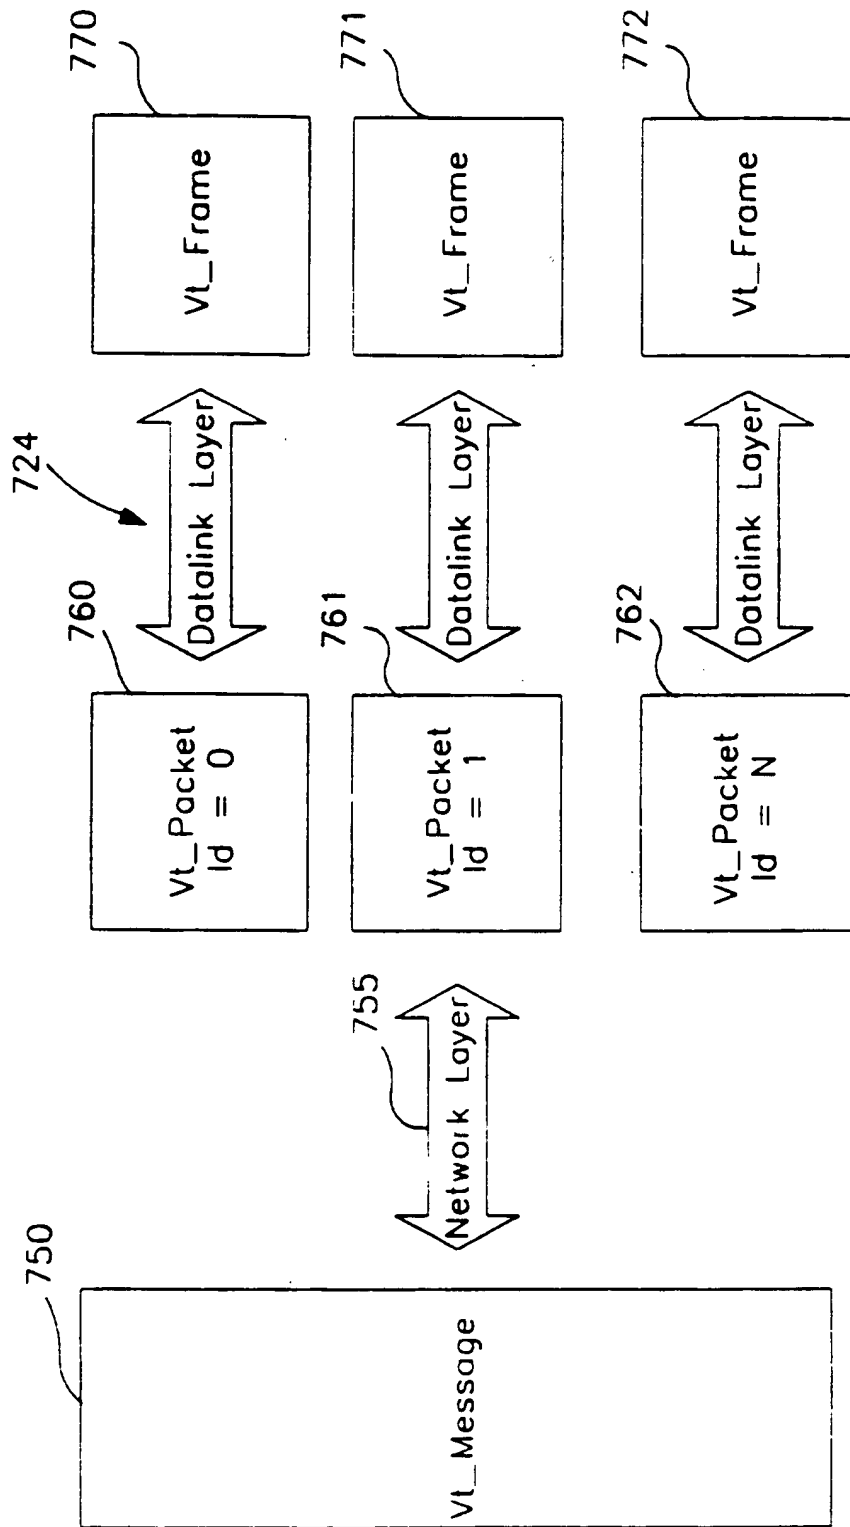 750
Vt_Message
755
Network Layer
760
Vt_Packet
Id = 0
761
Vt_Packet
Id = 1
762
Vt_Packet
Id = N
724
Datalink Layer
Datalink Layer
Datalink Layer
770
Vt_Frame
771
Vt_Frame
772
Vt_Frame